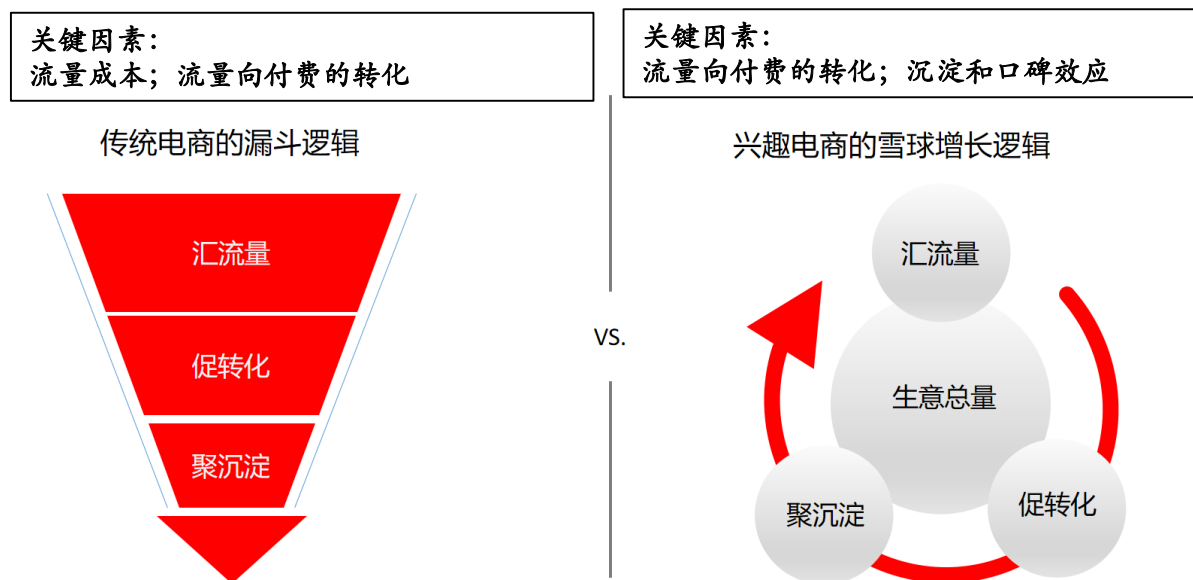 关键因素：
流量成本；流量向付费的转化
传统电商的漏斗逻辑
汇流量
促转化
聚沉淀
VS.
关键因素：
流量向付费的转化；沉淀和口碑效应
兴趣电商的雪球增长逻辑
汇流量
生意总量
聚沉淀
促转化